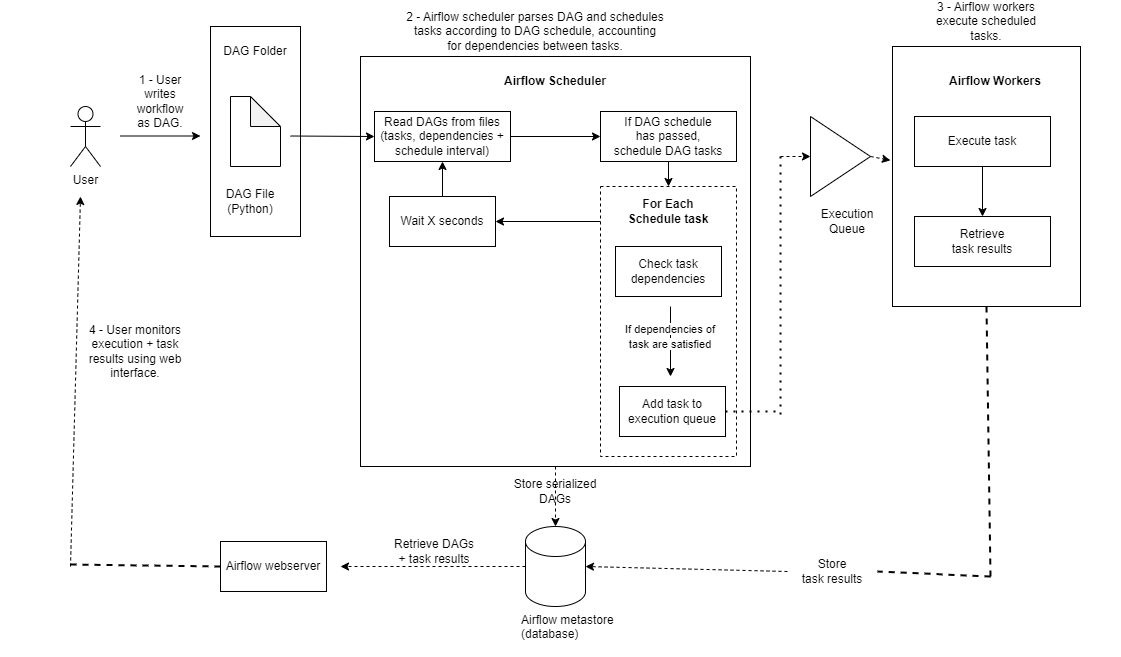 2 - Airflow scheduler parses DAG and schedules
tasks according to DAG schedule, accounting
for dependencies between tasks.
3 - Airflow workers
execute scheduled
tasks.
DAG Folder
1 - User
writes
workflow
as DAG.
User
DAG File
(Python)
Airflow Scheduler
Read DAGs from files
(tasks, dependencies +
schedule interval)
If DAG schedule
has passed,
schedule DAG tasks
Wait X seconds
For Each
Schedule task
Check task
dependencies
If dependencies of
task are satisfied
Add task to
execution queue
Execution
Queue
Airflow Workers
Execute task
Retrieve
task results
4 - User monitors
execution + task
results using web
interface.
Store serialized
DAGs
Retrieve DAGs
+ task results
Airflow webserver
Store
task results
Airflow metastore
(database)